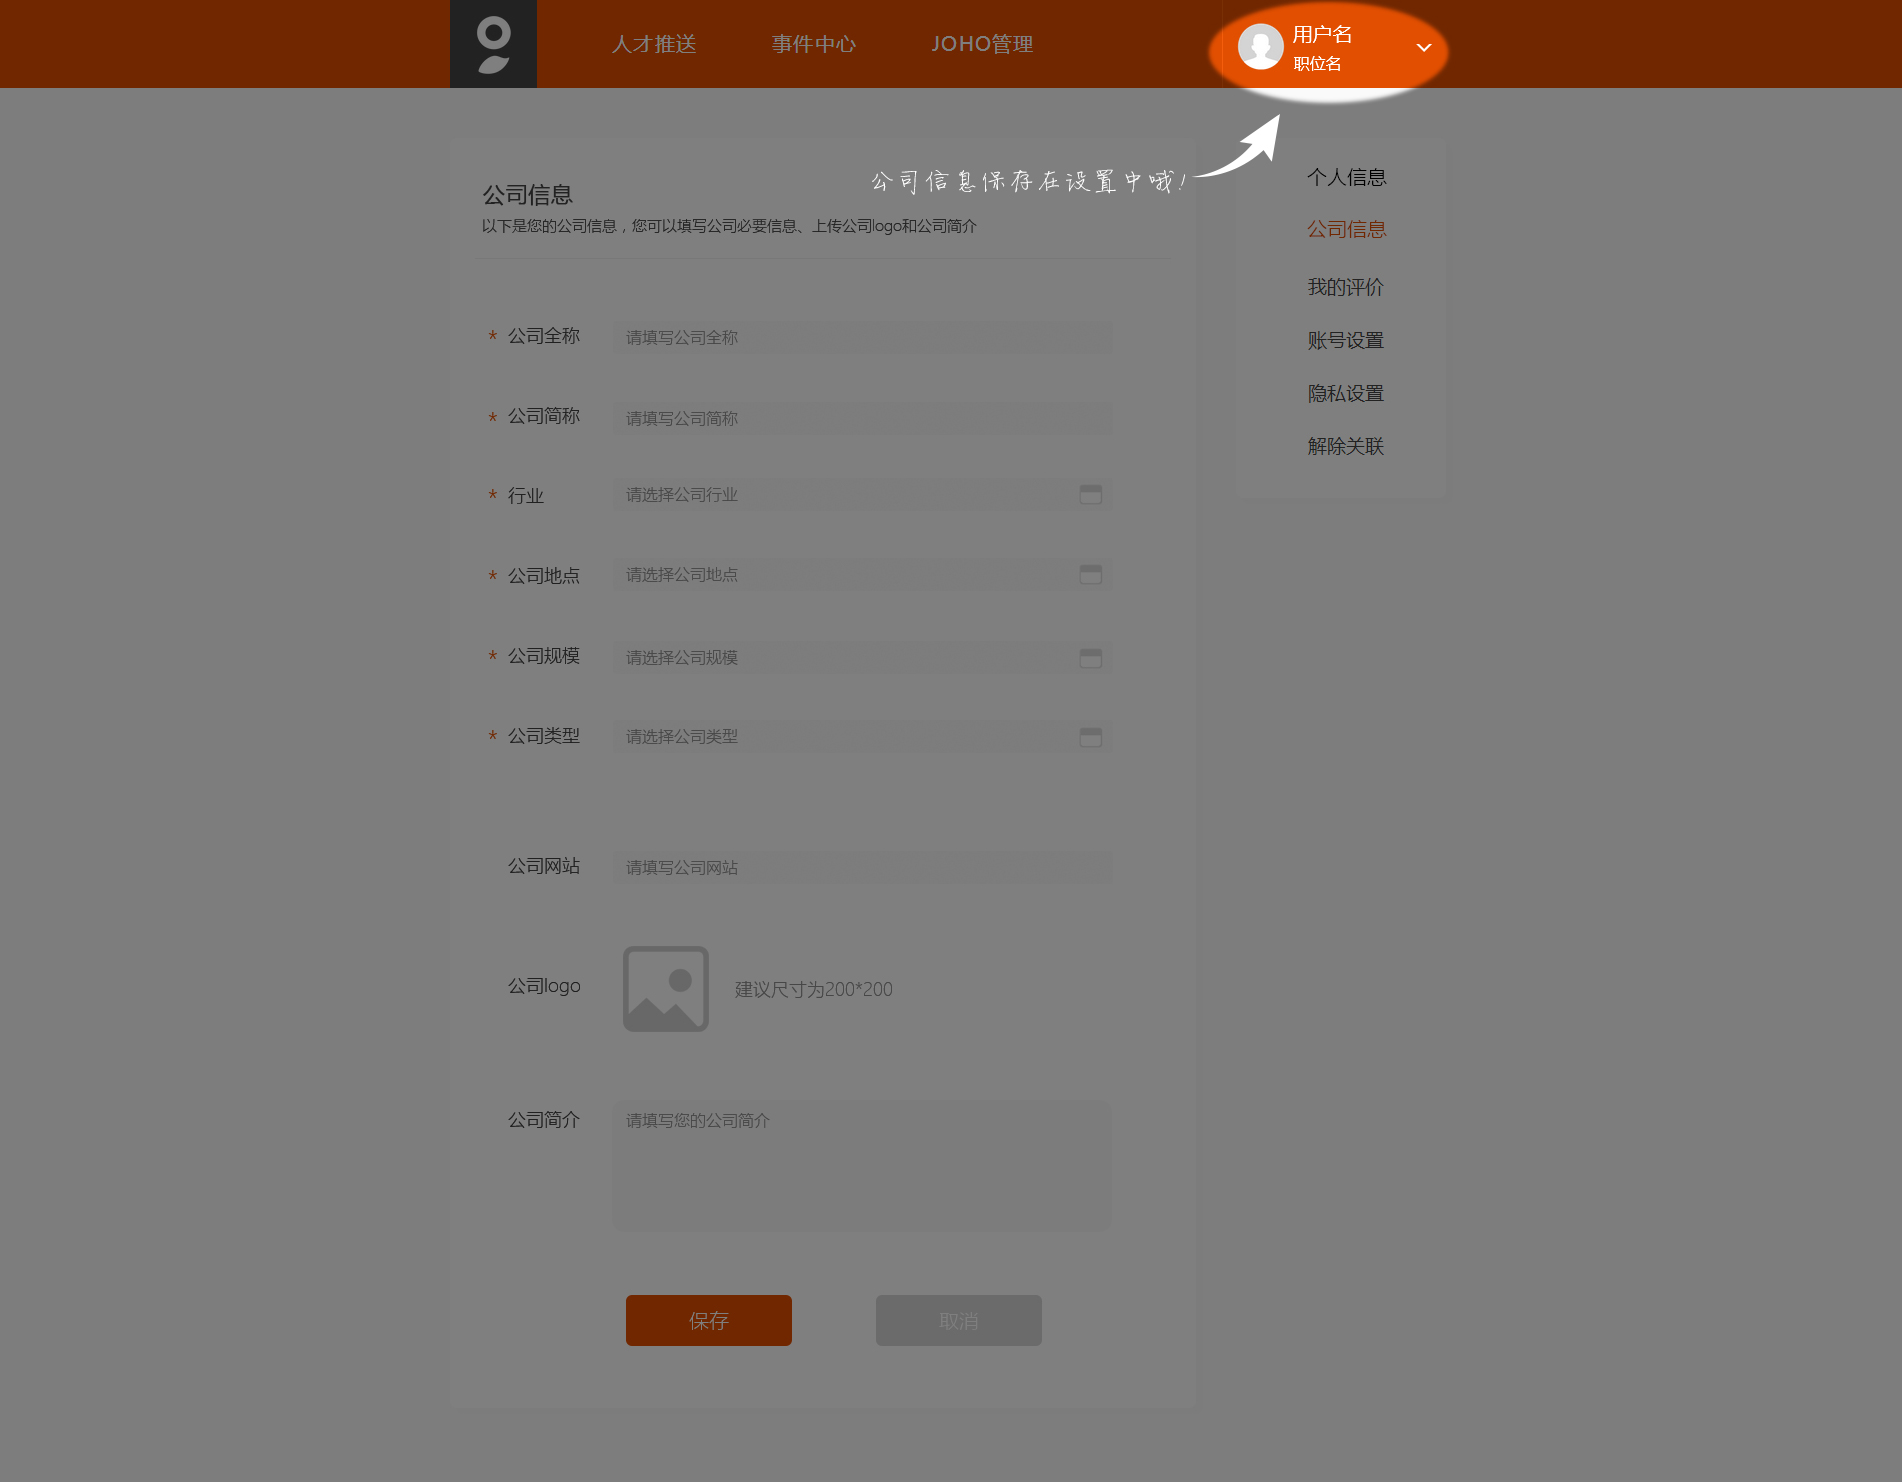 人才推送
事件中心
JOHO管理
用户名
职位名
公司信息保存在设置中哦!
公司信息
以下是您的公司信息，您可以填写公司必要信息、上传公司logo和公司简介
* 公司全称
请填写公司全称
* 公司简称
请填写公司简称
* 行业
请选择公司行业
* 公司地点
请选择公司地点
* 公司规模
请选择公司规模
* 公司类型
请选择公司类型
公司网站
请填写公司网站
公司logo
建议尺寸为200*200
公司简介
请填写您的公司简介
保存
取消
个人信息
公司信息
我的评价
账号设置
隐私设置
解除关联